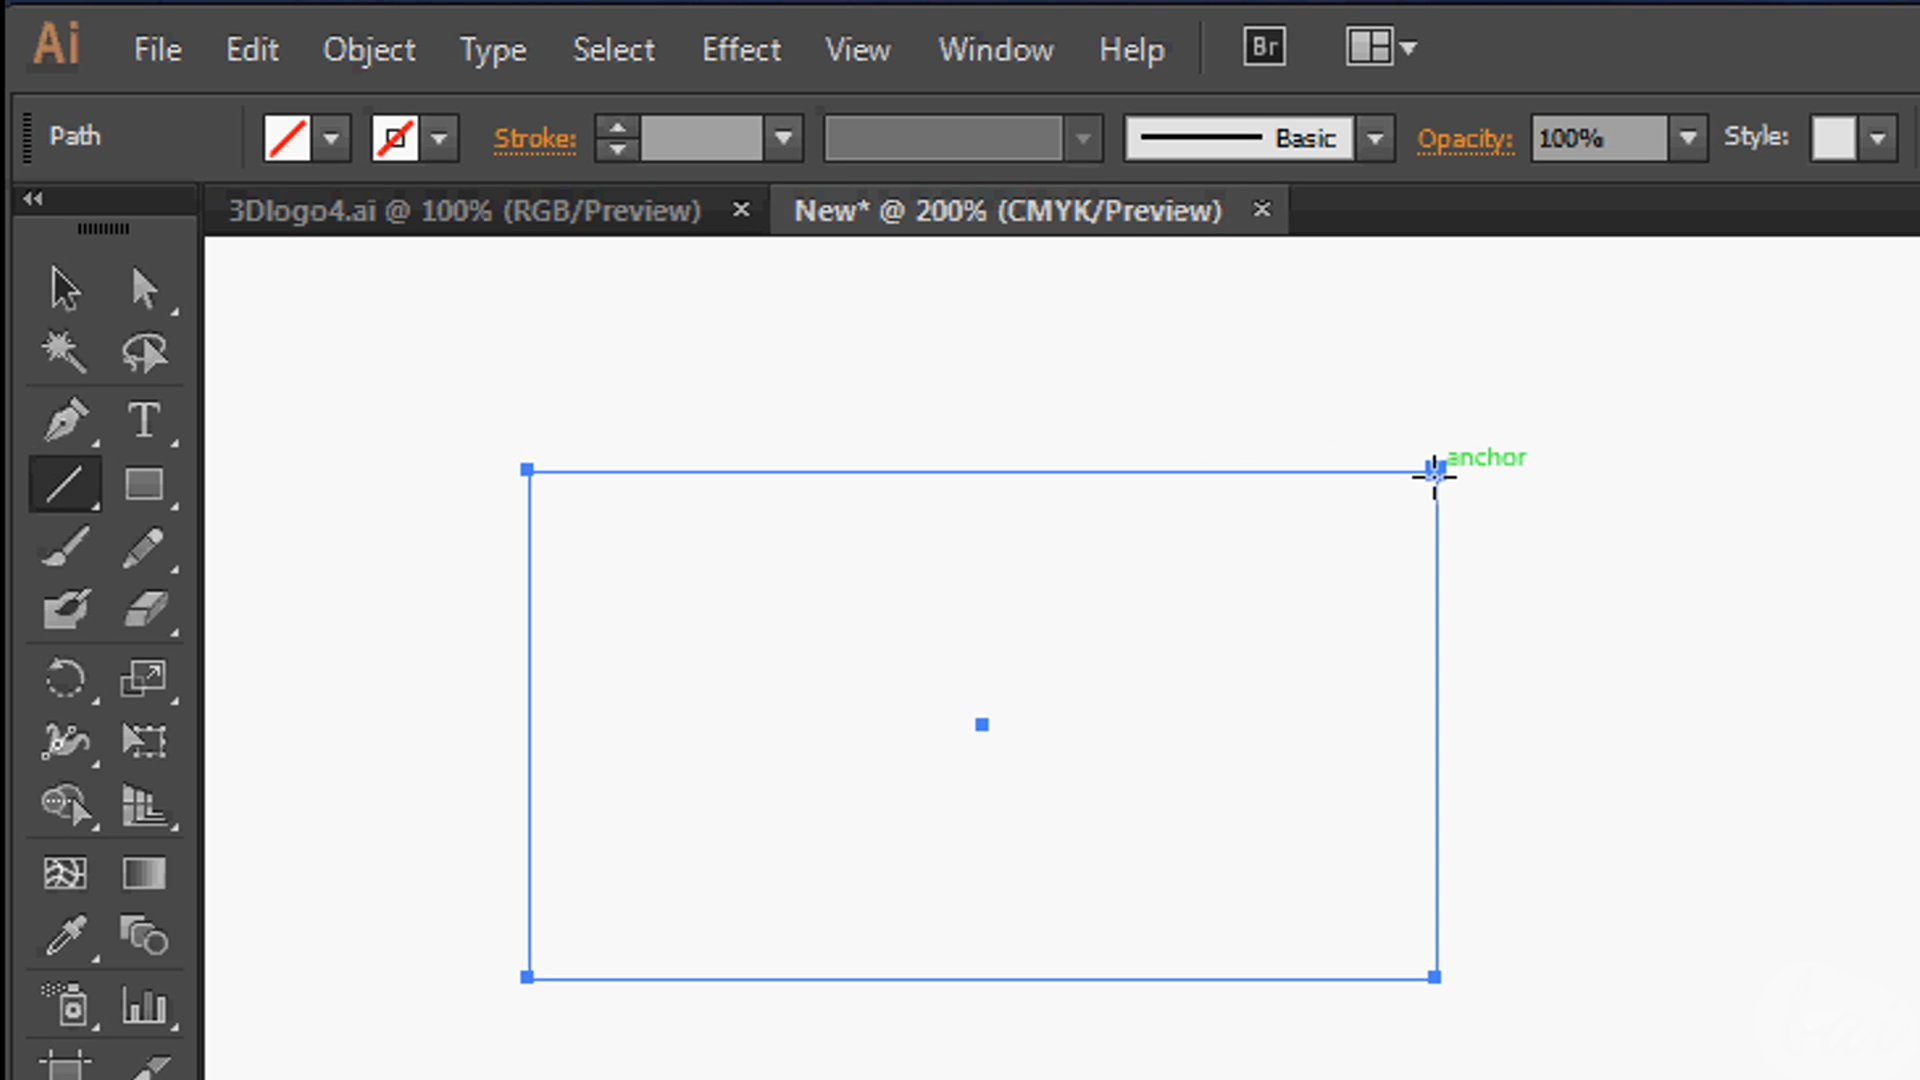 Ai File Edit Object Type Select Effect View Window Help Br
Path Stroke: Basic Opacity: 100% Style:
3Dlogo4.ai @ 100% (RGB/Preview) × New* @ 200% (CMYK/Preview) ×
T
anchor